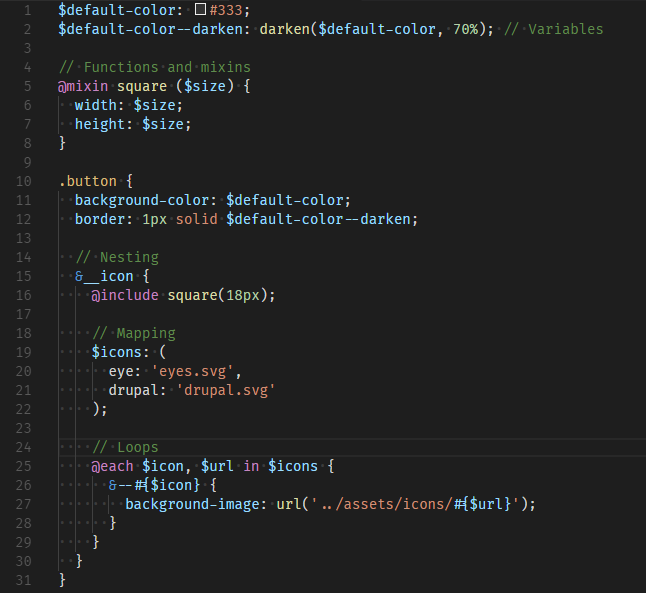 1 $default-color: #333;
2 $default-color--darken: darken($default-color, 70%); // Variables
3
4 // Functions and mixins
5 @mixin square ($size) {
6   width: $size;
7   height: $size;
8 }
9
10 .button {
11   background-color: $default-color;
12   border: 1px solid $default-color--darken;
13
14   // Nesting
15   &__icon {
16     @include square(18px);
17
18     // Mapping
19     $icons: (
20       eye: 'eyes.svg',
21       drupal: 'drupal.svg'
22     );
23
24     // Loops
25     @each $icon, $url in $icons {
26       &--#{$icon} {
27         background-image: url('../assets/icons/#{$url}');
28       }
29     }
30   }
31 }